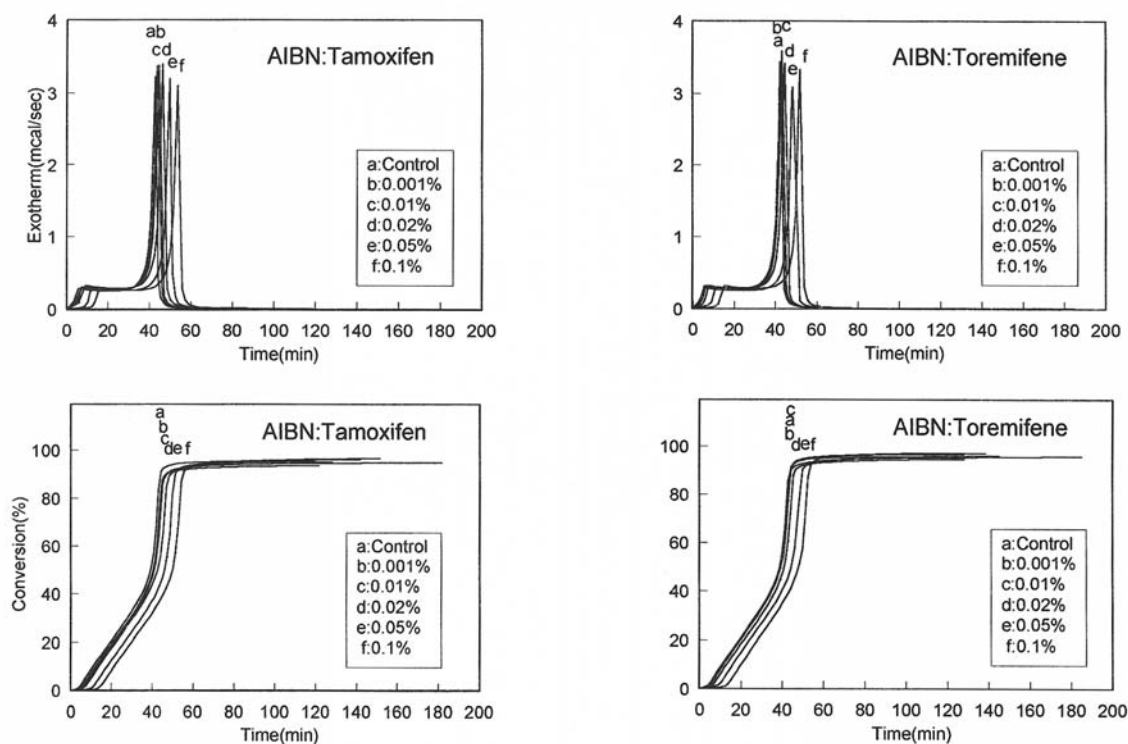 4
3
2
1
0
Exotherm(mcal/sec)
ab
cd
e f
AIBN:Tamoxifen
a:Control
b:0.001%
c:0.01%
d:0.02%
e:0.05%
f:0.1%
0 20 40 60 80 100 120 140 160 180 200
Time(min)
4
3
2
1
0
b c
a d
e f
AIBN:Toremifene
a:Control
b:0.001%
c:0.01%
d:0.02%
e:0.05%
f:0.1%
0 20 40 60 80 100 120 140 160 180 200
Time(min)
100
80
60
40
20
0
Conversion(%)
a
b
c
def
AIBN:Tamoxifen
a:Control
b:0.001%
c:0.01%
d:0.02%
e:0.05%
f:0.1%
0 20 40 60 80 100 120 140 160 180 200
Time(min)
100
80
60
40
20
0
c
a
b
def
AIBN:Toremifene
a:Control
b:0.001%
c:0.01%
d:0.02%
e:0.05%
f:0.1%
0 20 40 60 80 100 120 140 160 180 200
Time(min)